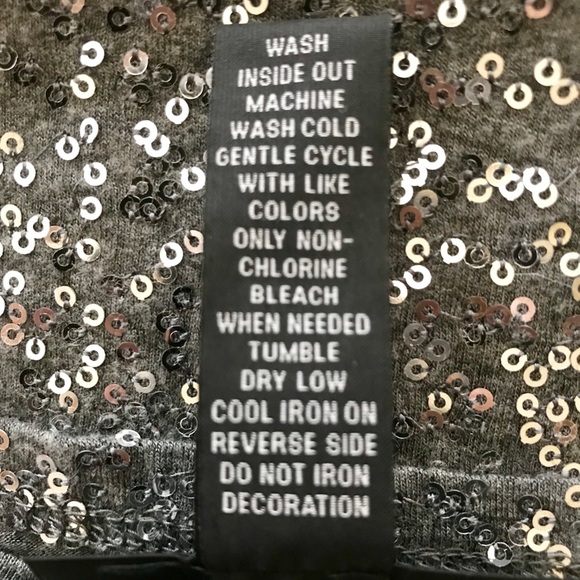 WASH
INSIDE OUT
MACHINE
WASH COLD
GENTLE CYCLE
WITH LIKE
COLORS
ONLY NON-
CHLORINE
BLEACH
WHEN NEEDED
TUMBLE
DRY LOW
COOL IRON ON
REVERSE SIDE
DO NOT IRON
DECORATION